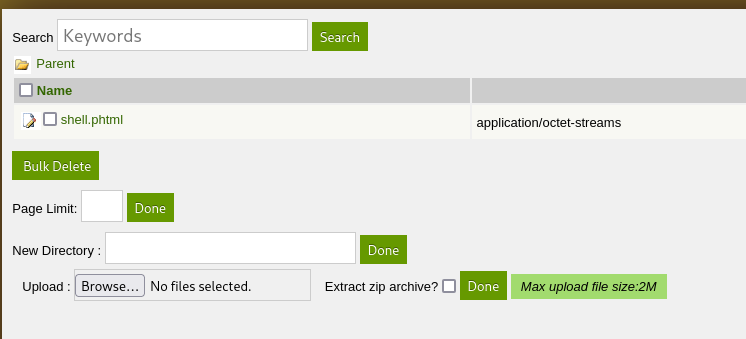 Search Keywords Search
Parent
Name
shell.phtml application/octet-streams
Bulk Delete
Page Limit: Done
New Directory : Done
Upload : Browse... No files selected. Extract zip archive? Done Max upload file size:2M